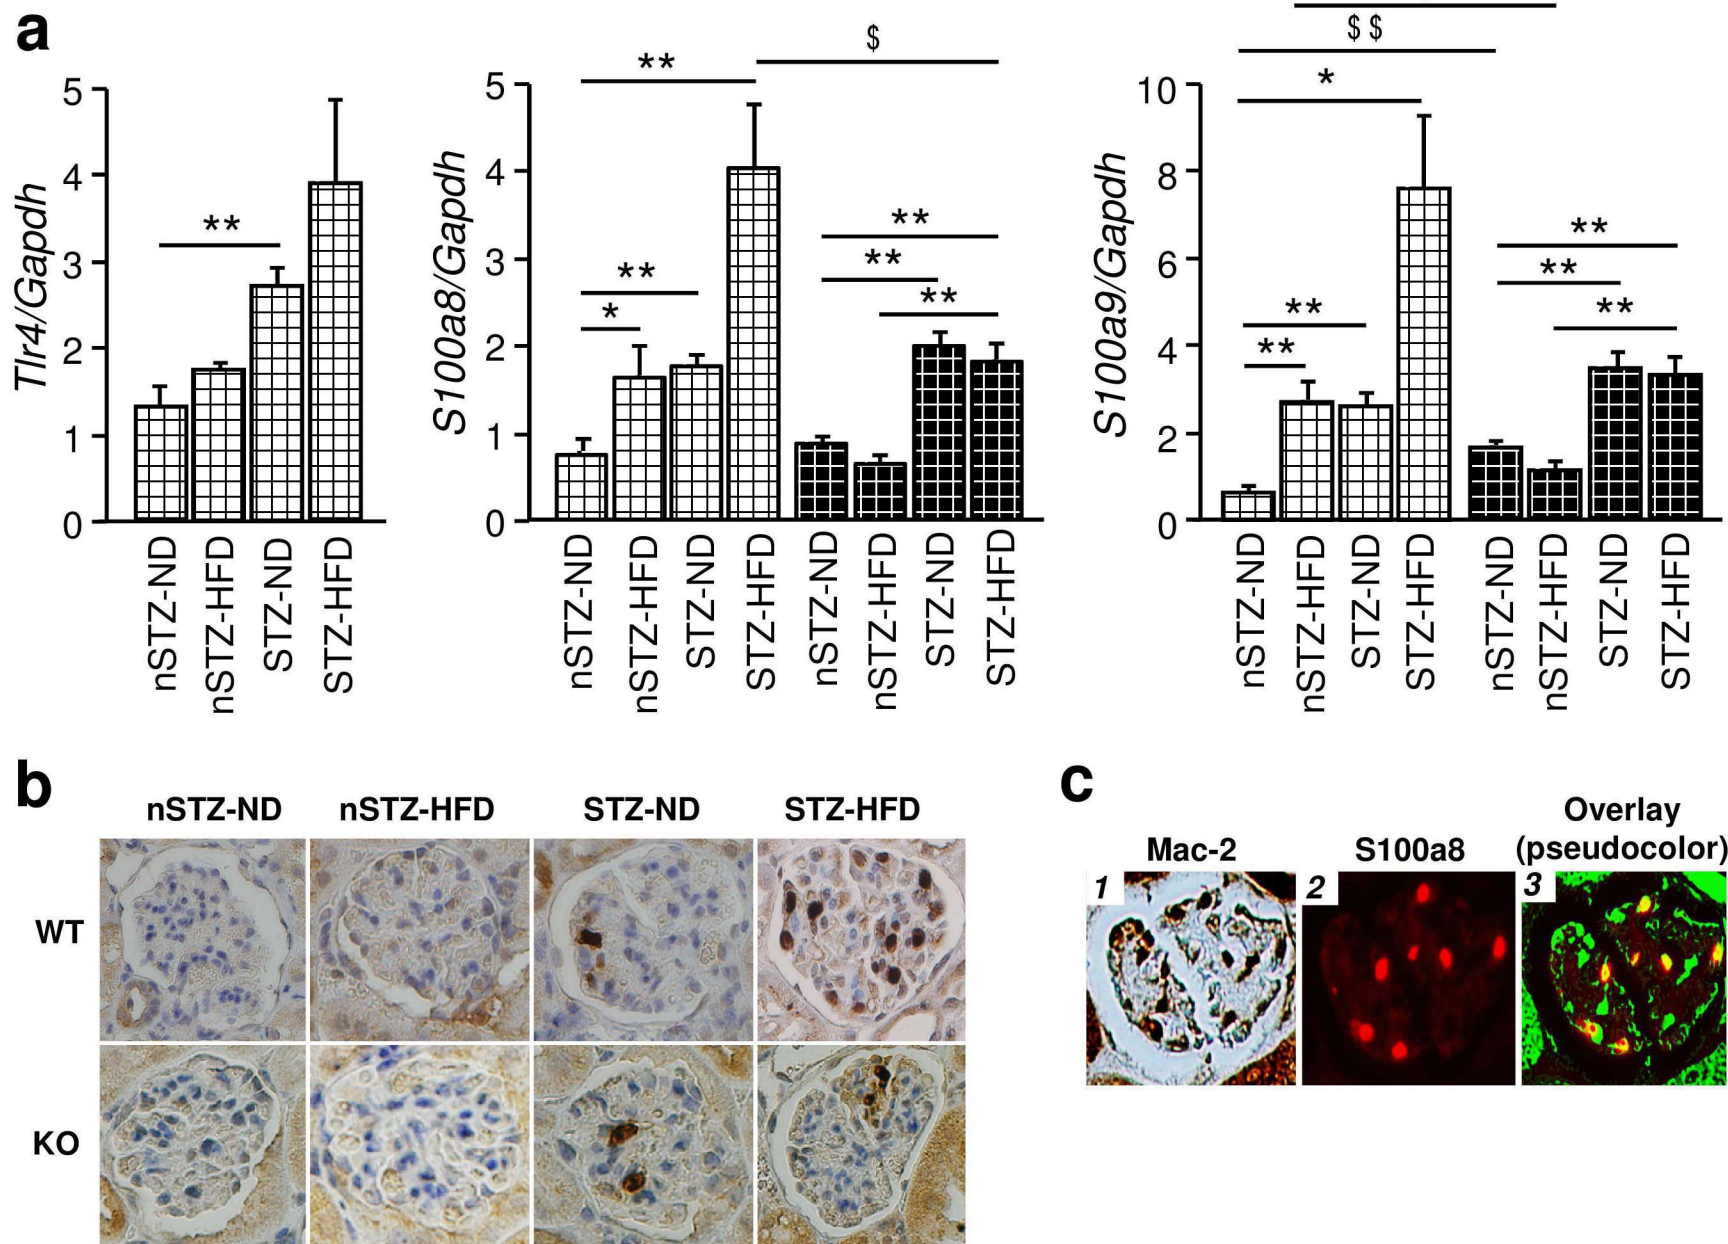 a
$
$ $
**
*
5
4
3
2
1
0
Tlr4/Gapdh
**
nSTZ-ND
nSTZ-HFD
STZ-ND
STZ-HFD
5
4
3
2
1
0
S100a8/Gapdh
**
*
**
**
**
nSTZ-ND
nSTZ-HFD
STZ-ND
STZ-HFD
nSTZ-ND
nSTZ-HFD
STZ-ND
STZ-HFD
10
8
6
4
2
0
S100a9/Gapdh
**
**
**
**
**
nSTZ-ND
nSTZ-HFD
STZ-ND
STZ-HFD
nSTZ-ND
nSTZ-HFD
STZ-ND
STZ-HFD
b
nSTZ-ND nSTZ-HFD STZ-ND STZ-HFD
WT
KO
c
Mac-2 S100a8 Overlay
(pseudocolor)
1 2 3